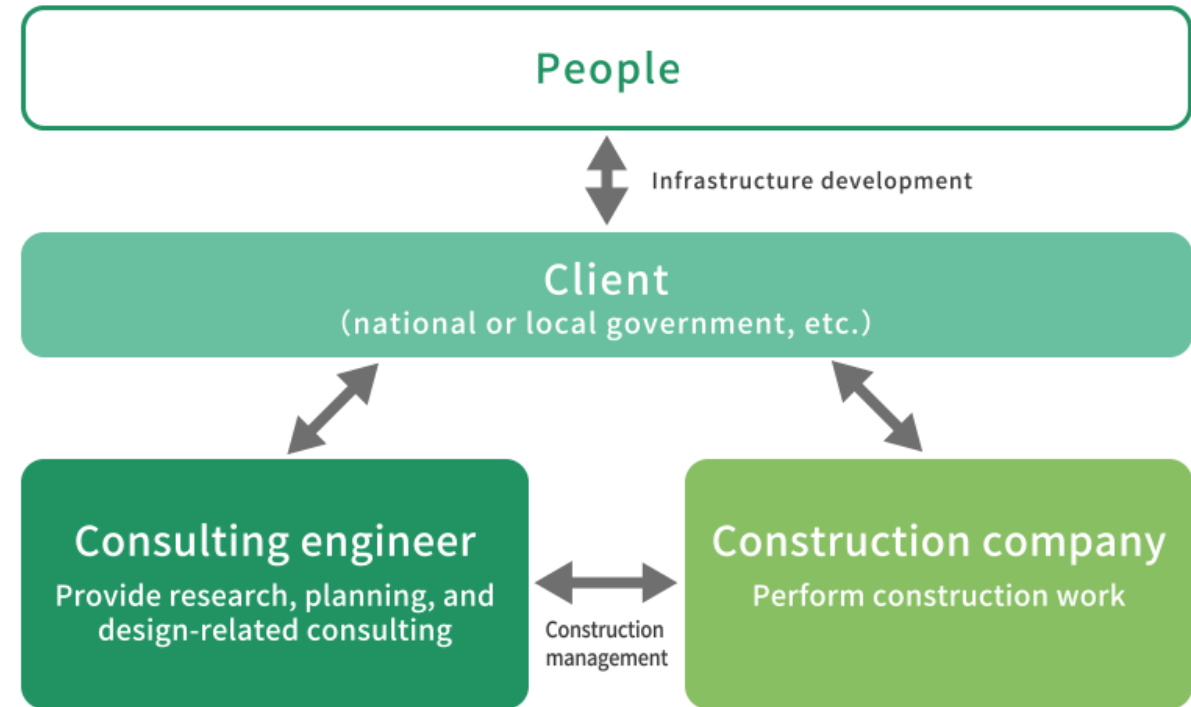 People
Infrastructure development
Client
（national or local government, etc.）
Consulting engineer
Provide research, planning, and
design-related consulting
Construction
management
Construction company
Perform construction work